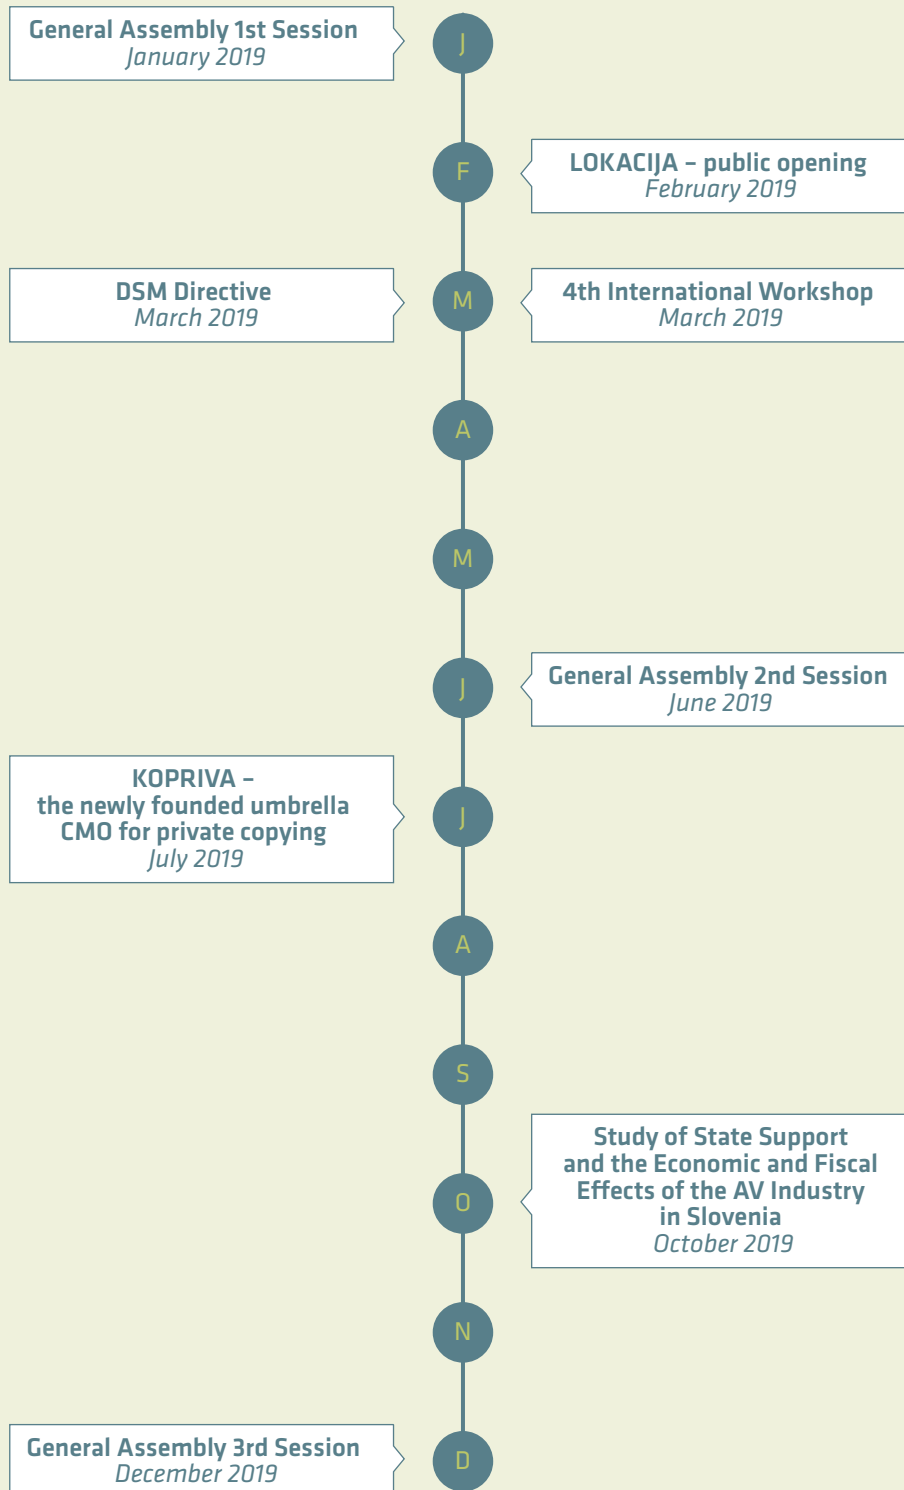 General Assembly 1st Session
January 2019
J
F
LOKACIJA – public opening
February 2019
DSM Directive
March 2019
M
4th International Workshop
March 2019
A
M
J
General Assembly 2nd Session
June 2019
KOPRIVA –
the newly founded umbrella
CMO for private copying
July 2019
J
A
S
O
Study of State Support
and the Economic and Fiscal
Effects of the AV Industry
in Slovenia
October 2019
N
General Assembly 3rd Session
December 2019
D